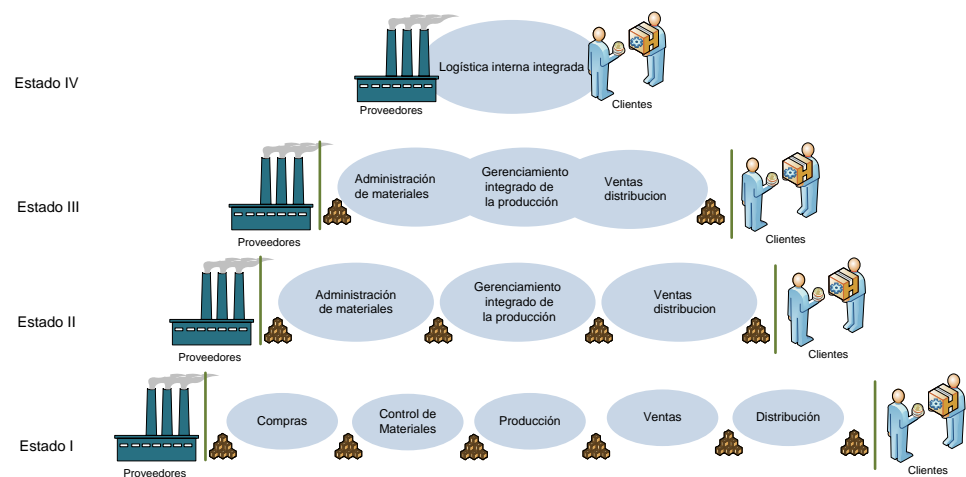 Estado IV
Logística interna integrada
Proveedores
Clientes
Estado III
Administración
de materiales
Gerenciamiento
integrado de
la producción
Ventas
distribucion
Proveedores
Clientes
Estado II
Administración
de materiales
Gerenciamiento
integrado de
la producción
Ventas
distribucion
Proveedores
Clientes
Estado I
Compras
Control de
Materiales
Producción
Ventas
Distribución
Proveedores
Clientes